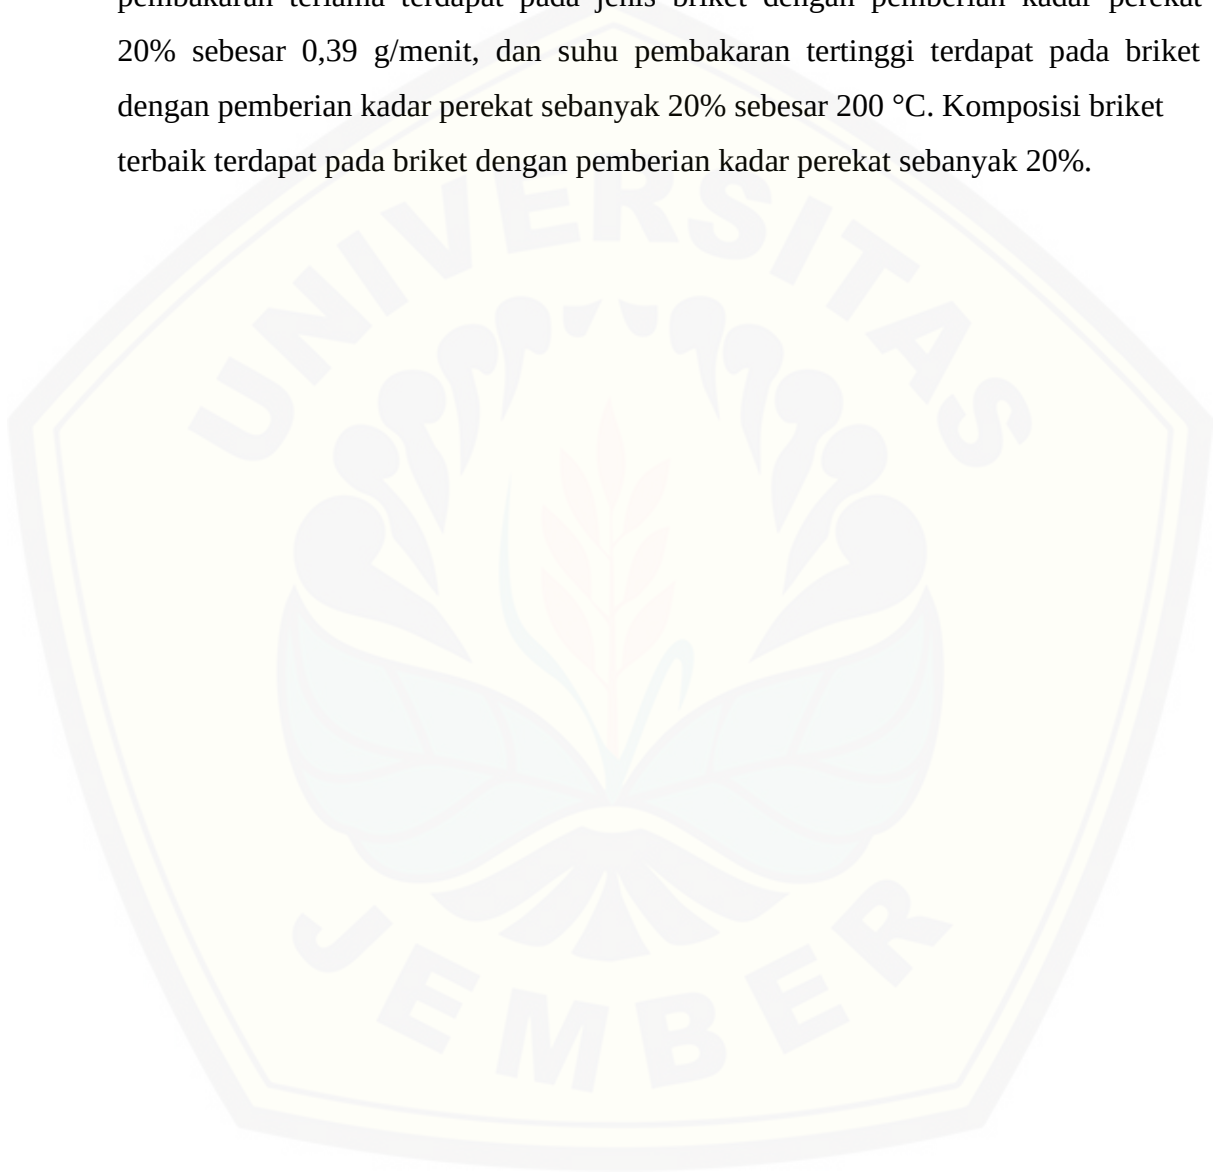 pembakaran terlama terdapat pada jenis briket dengan pemberian kadar perekat
20% sebesar 0,39 g/menit, dan suhu pembakaran tertinggi terdapat pada briket
dengan pemberian kadar perekat sebanyak 20% sebesar 200 °C. Komposisi briket
terbaik terdapat pada briket dengan pemberian kadar perekat sebanyak 20%.
UNIVERSITAS
JEMBER